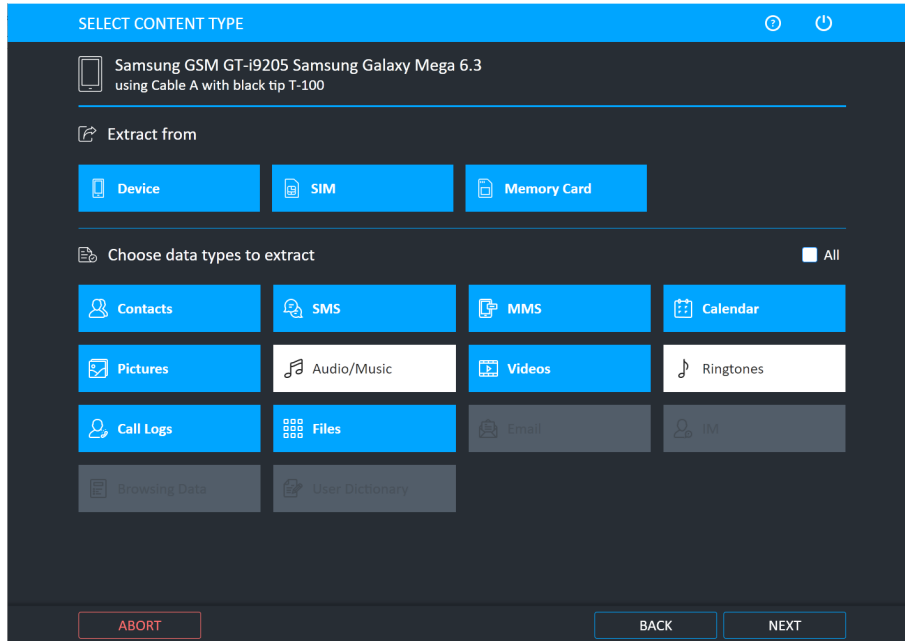 SELECT CONTENT TYPE
Samsung GSM GT-i9205 Samsung Galaxy Mega 6.3
using Cable A with black tip T-100
Extract from
Device SIM Memory Card
Choose data types to extract All
Contacts SMS MMS Calendar
Pictures Audio/Music Videos Ringtones
Call Logs Files Email IM
Browsing Data User Dictionary
ABORT BACK NEXT